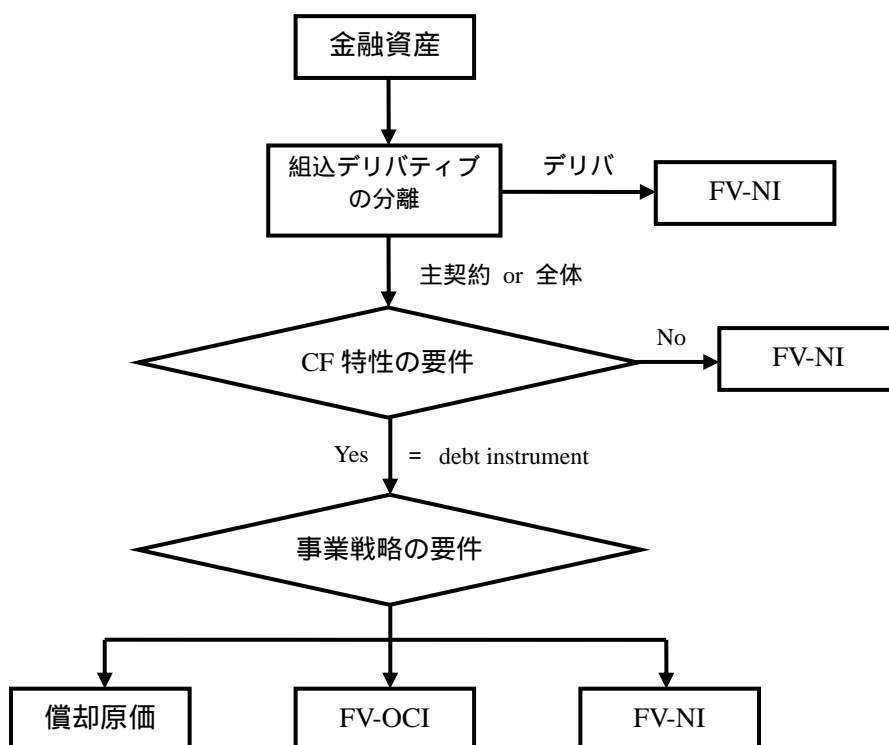 金融資産
組込デリバティブ
の分離
デリバ
FV-NI
主契約 or 全体
CF 特性の要件
No
FV-NI
Yes = debt instrument
事業戦略の要件
償却原価
FV-OCI
FV-NI